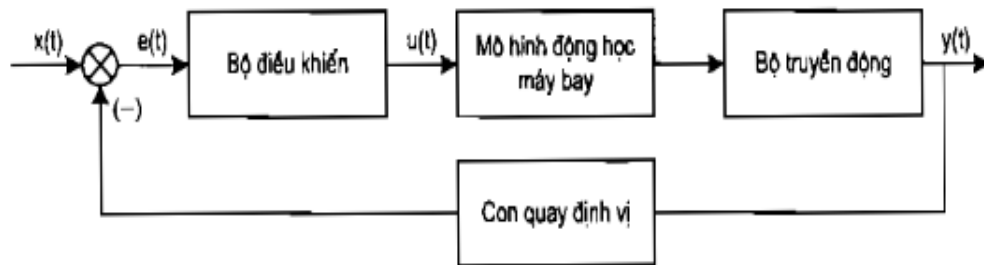 x(t)
e(t)
Bộ điều khiển
u(t)
Mô hình động học
máy bay
Bộ truyền động
y(t)
(−)
Con quay định vị